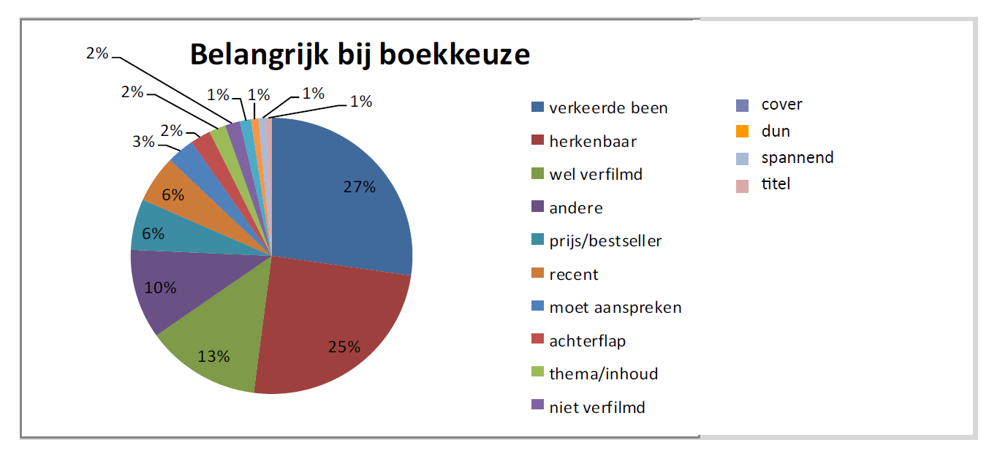 Belangrijk bij boekkeuze
2%
2%
1%
1%
1%
1%
2%
3%
6%
6%
10%
13%
25%
27%
verkeerde been
herkenbaar
wel verfilmd
andere
prijs/bestseller
recent
moet aanspreken
achterflap
thema/inhoud
niet verfilmd
cover
dun
spannend
titel